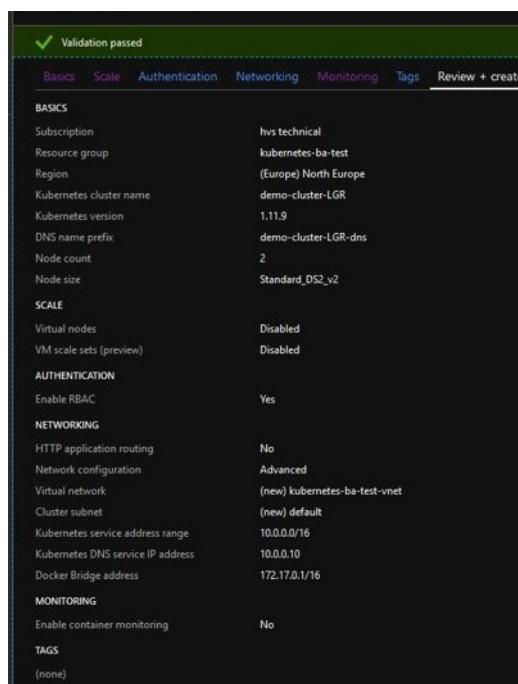 Validation passed
Basics Scale Authentication Networking Monitoring Tags Review + create
BASICS
Subscription hvs technical
Resource group kubernetes-ba-test
Region (Europe) North Europe
Kubernetes cluster name demo-cluster-LGR
Kubernetes version 1.11.9
DNS name prefix demo-cluster-LGR-dns
Node count 2
Node size Standard_DS2_v2
SCALE
Virtual nodes Disabled
VM scale sets (preview) Disabled
AUTHENTICATION
Enable RBAC Yes
NETWORKING
HTTP application routing No
Network configuration Advanced
Virtual network (new) kubernetes-ba-test-vnet
Cluster subnet (new) default
Kubernetes service address range 10.0.0.0/16
Kubernetes DNS service IP address 10.0.0.10
Docker Bridge address 172.17.0.1/16
MONITORING
Enable container monitoring No
TAGS
(none)